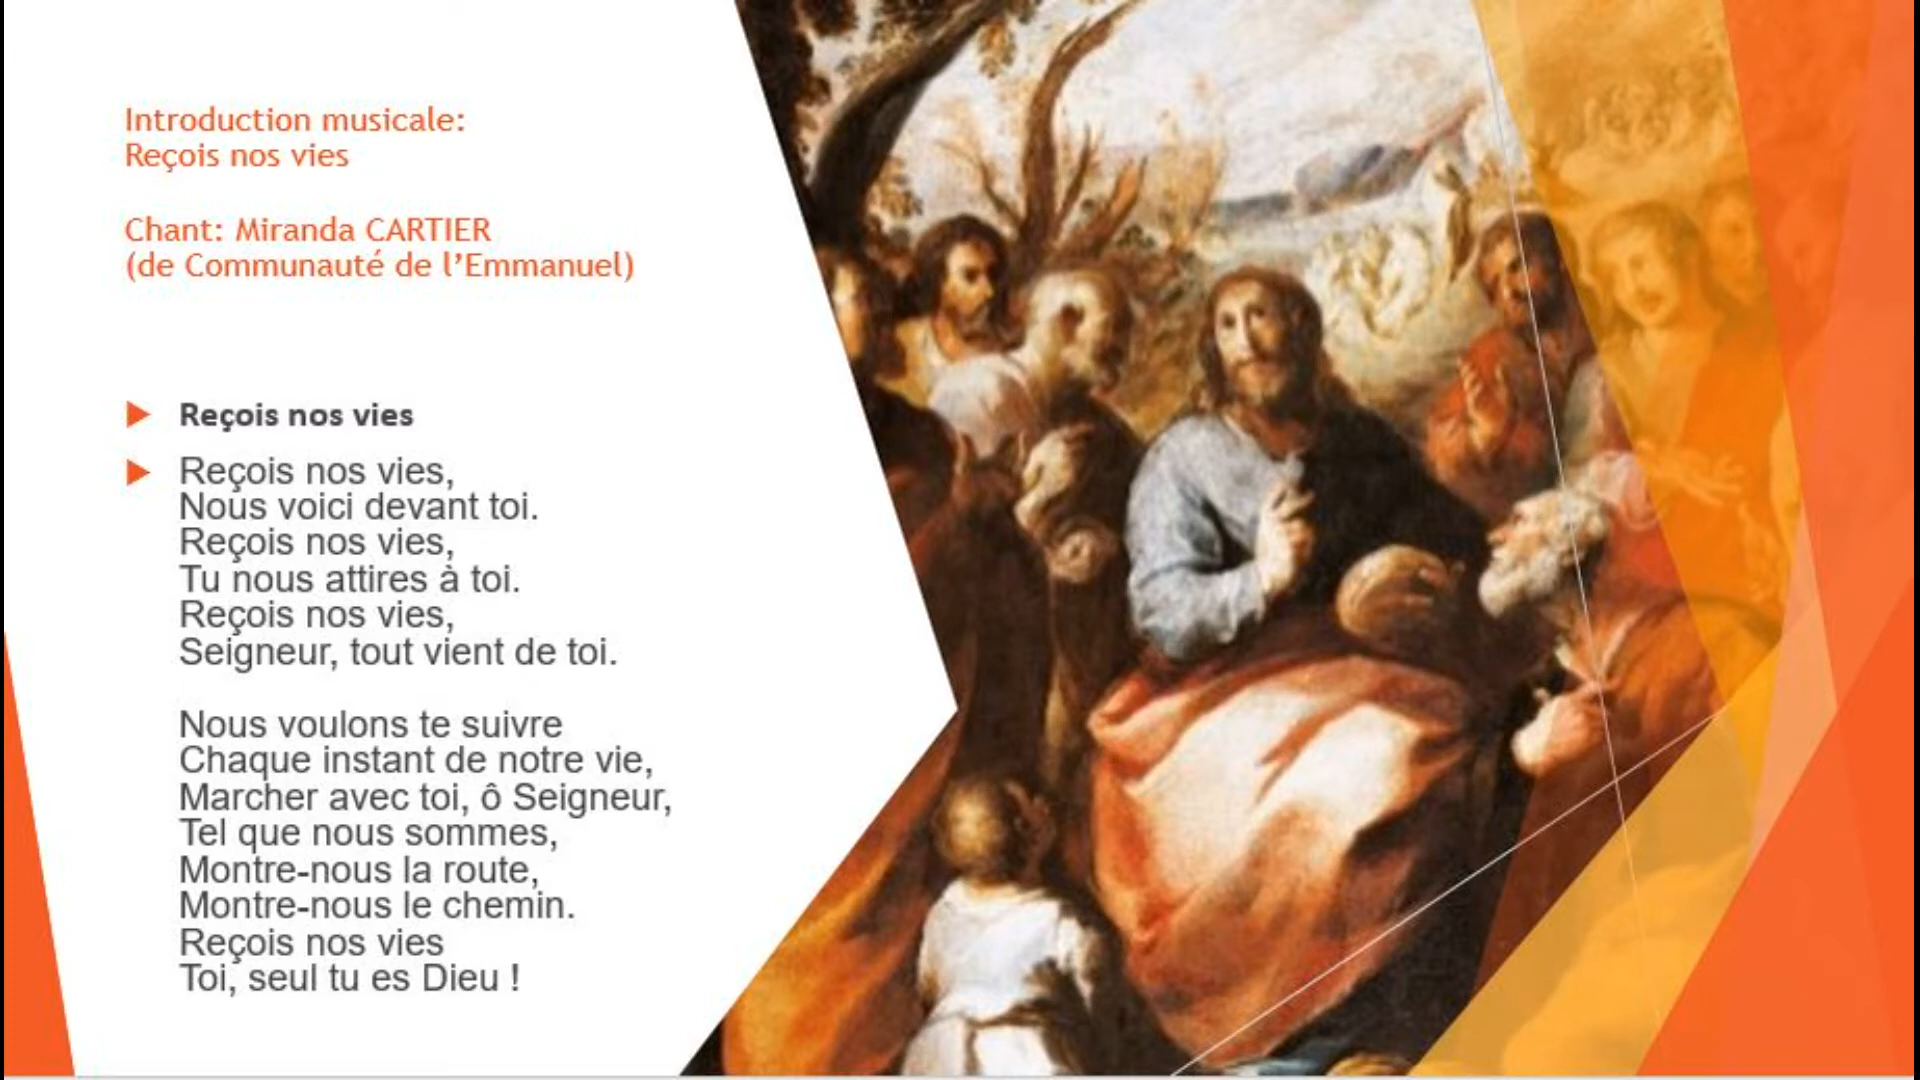 Introduction musicale:
Reçois nos vies
Chant: Miranda CARTIER
(de Communauté de l’Emmanuel)
Reçois nos vies
Reçois nos vies,
Nous voici devant toi.
Reçois nos vies,
Tu nous attires à toi.
Reçois nos vies,
Seigneur, tout vient de toi.
Nous voulons te suivre
Chaque instant de notre vie,
Marcher avec toi, ô Seigneur,
Tel que nous sommes,
Montre-nous la route,
Montre-nous le chemin.
Reçois nos vies
Toi, seul tu es Dieu !